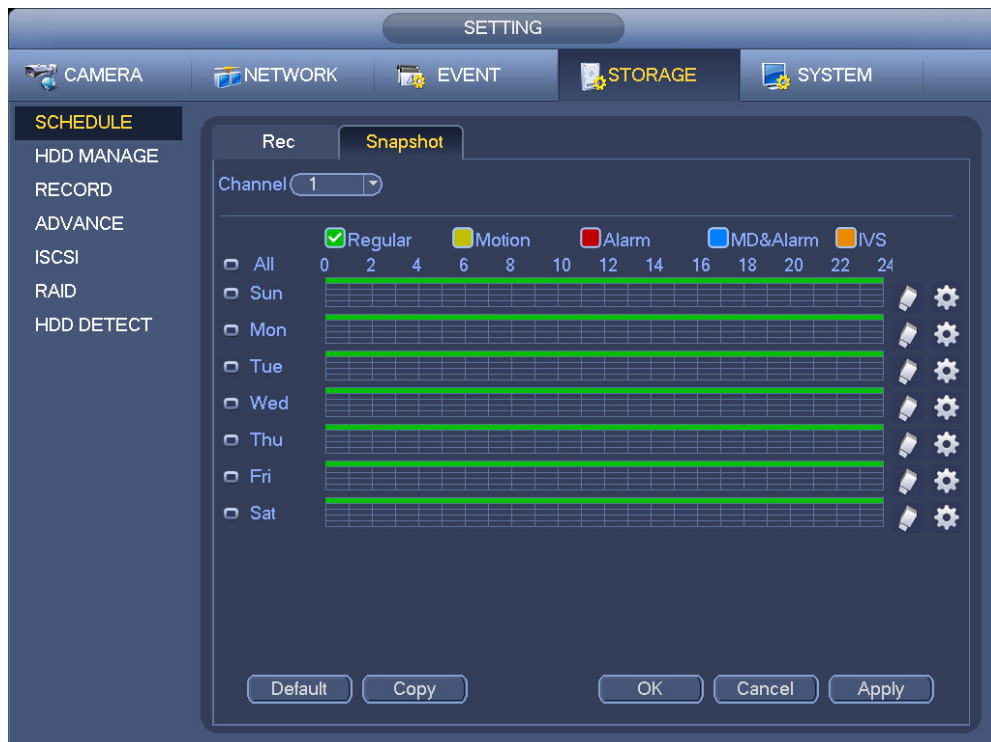 SETTING
CAMERA NETWORK EVENT STORAGE SYSTEM
SCHEDULE
HDD MANAGE
RECORD
ADVANCE
ISCSI
RAID
HDD DETECT
Rec Snapshot
Channel 1
Regular Motion Alarm MD&Alarm IVS
All 0 2 4 6 8 10 12 14 16 18 20 22 24
Sun
Mon
Tue
Wed
Thu
Fri
Sat
Default Copy OK Cancel Apply